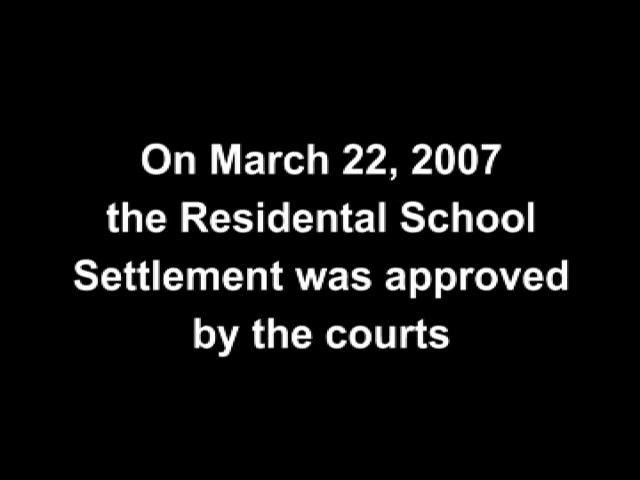 On March 22, 2007
the Residental School
Settlement was approved
by the courts